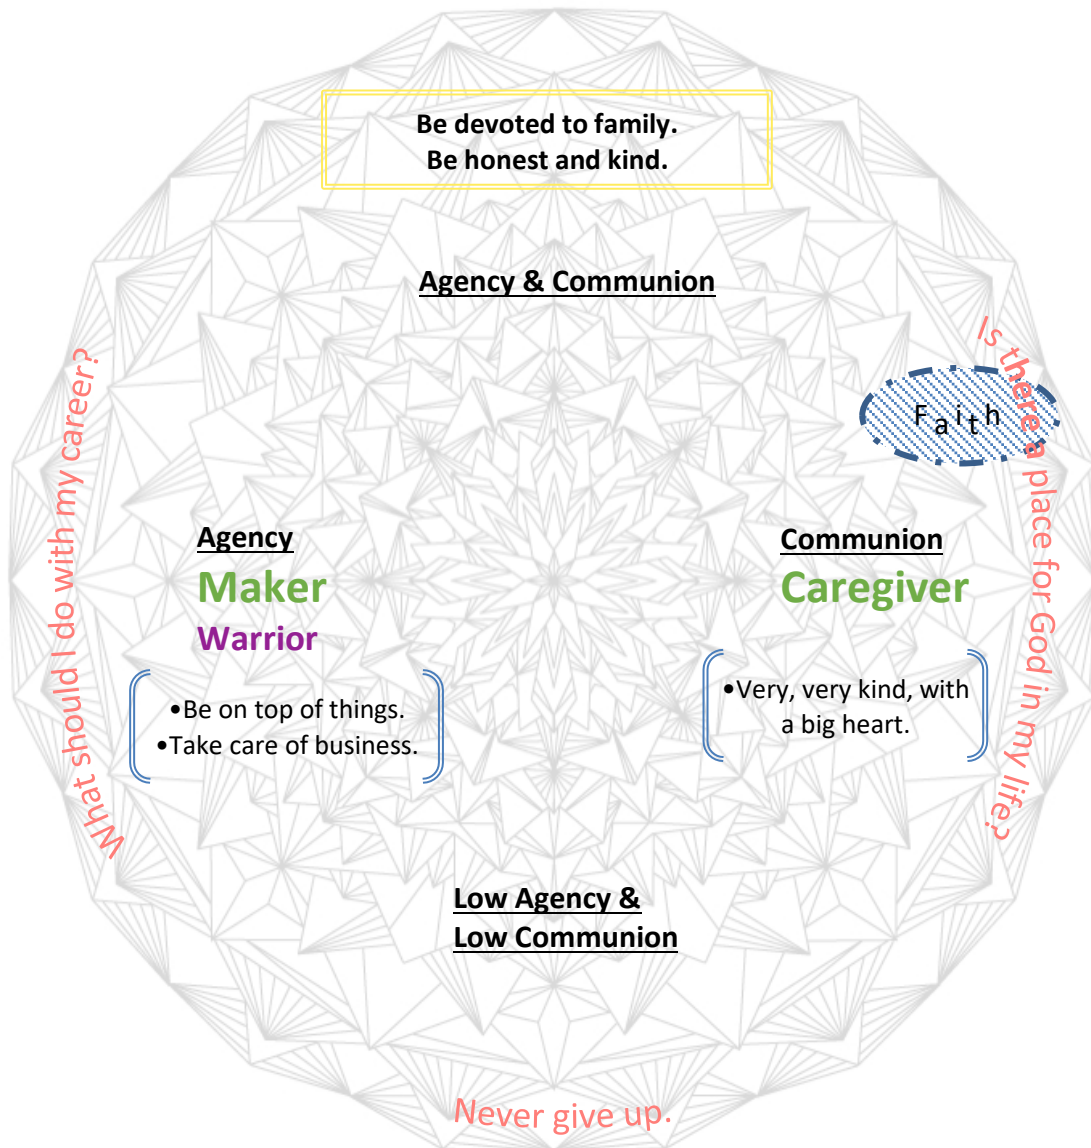 Be devoted to family.
Be honest and kind.
Agency & Communion
What should I do with my career?
Is there a place for God in my life?
Faith
Agency
Maker
Warrior
•Be on top of things.
•Take care of business.
Communion
Caregiver
•Very, very kind, with
a big heart.
Low Agency &
Low Communion
Never give up.